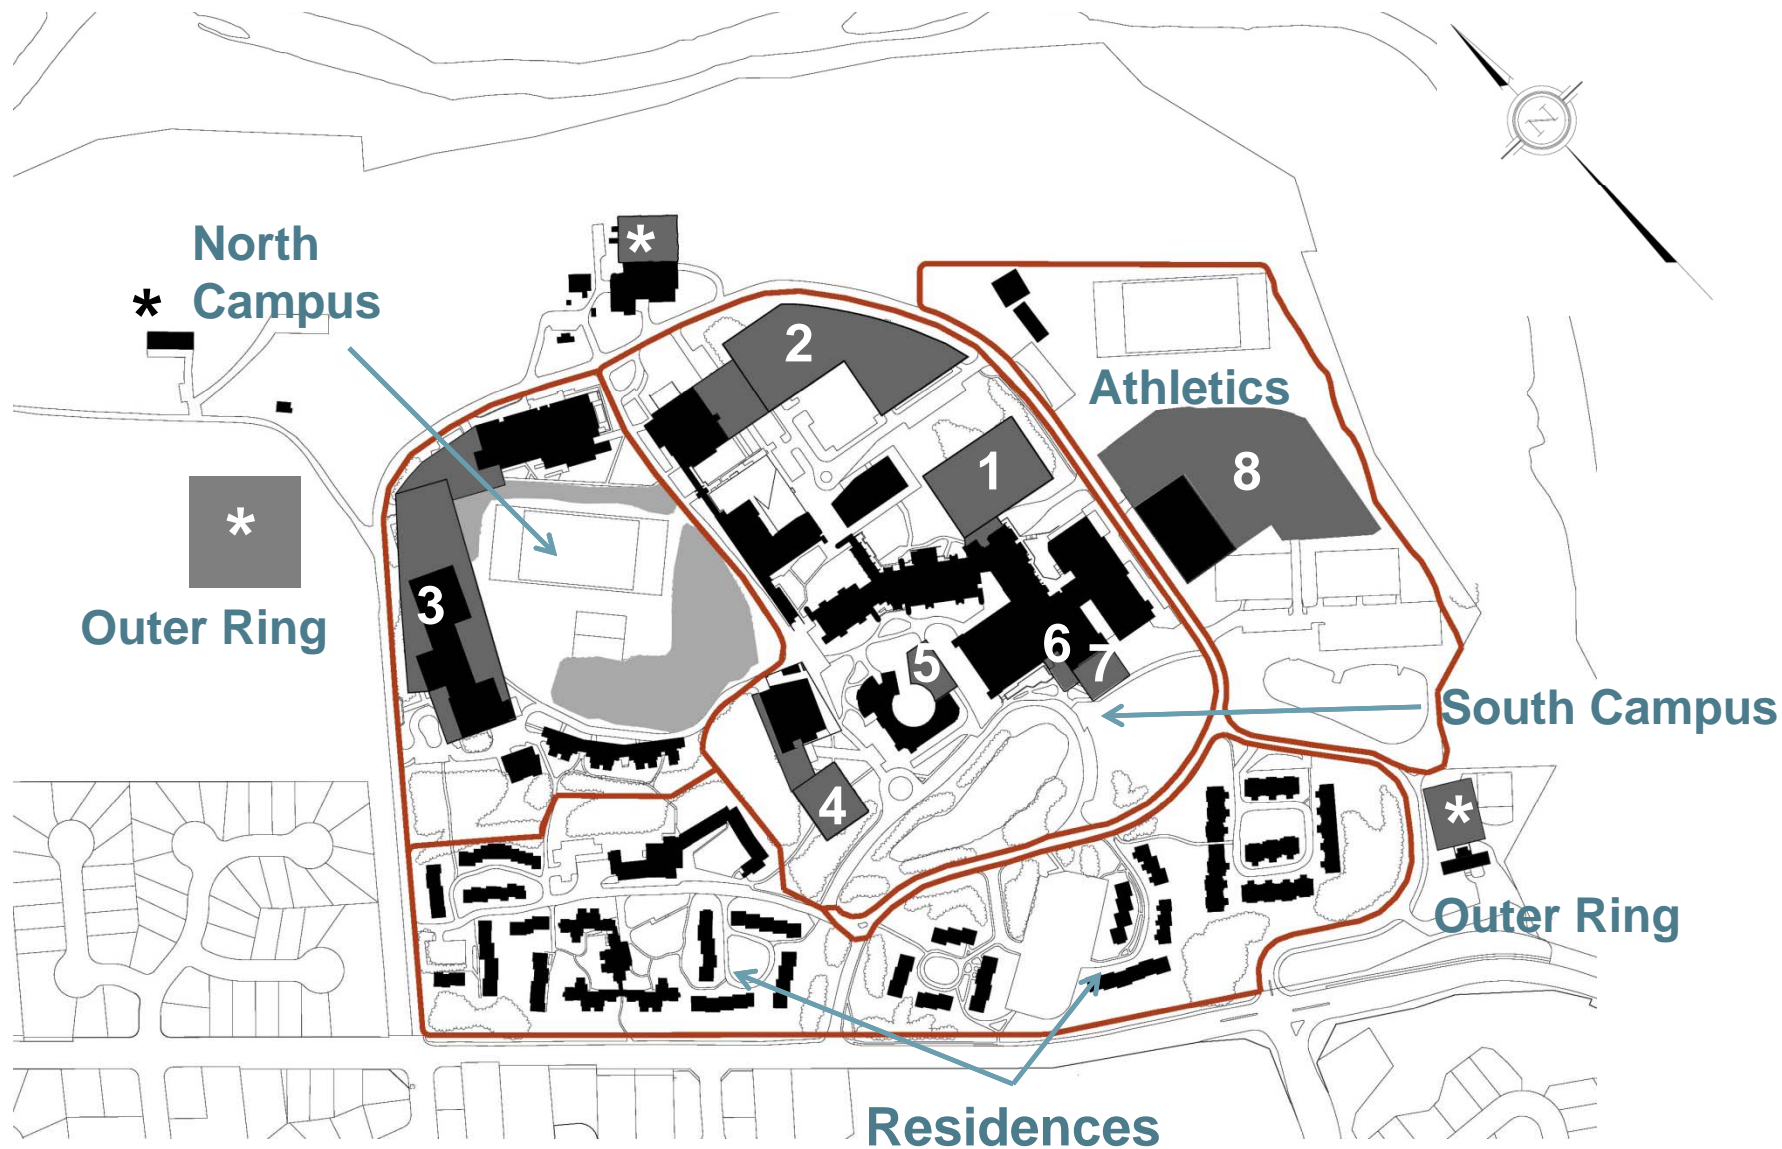 N
*
North
Campus
*
2
Athletics
1
8
*
Outer Ring
3
6
5
7
South Campus
4
*
Outer Ring
Residences